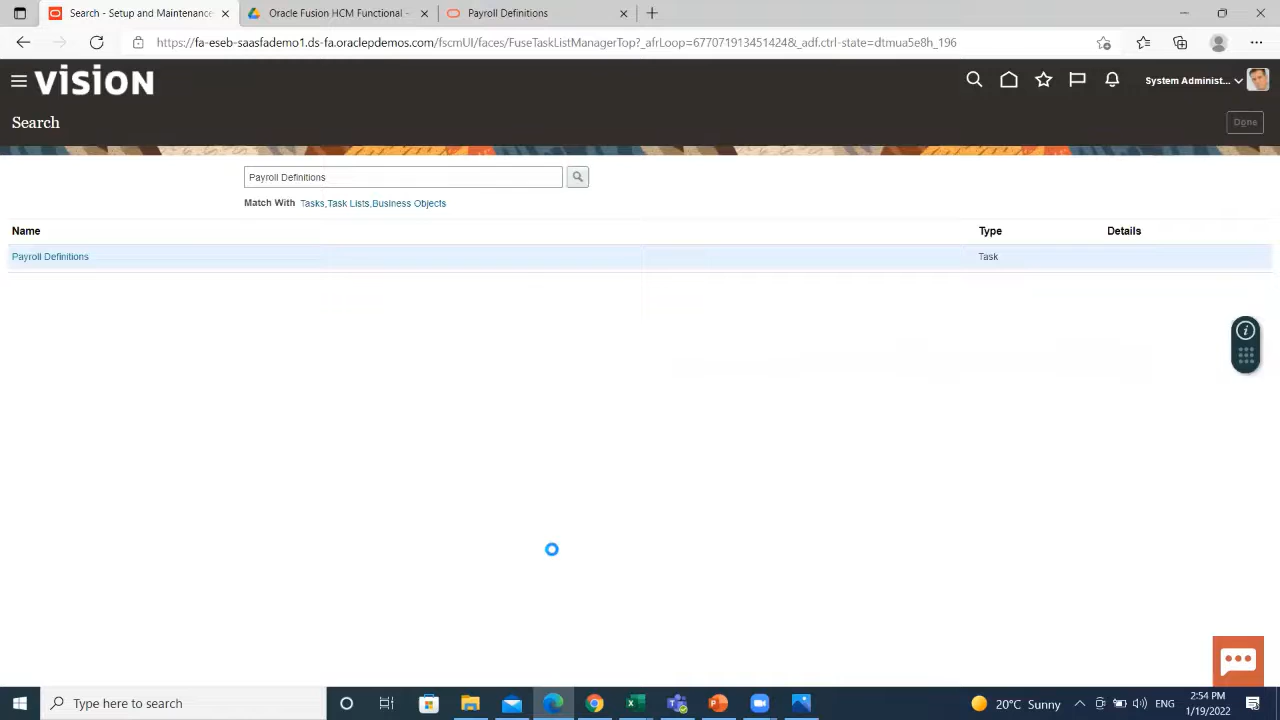 Search - Setup and Maintenance
Oracle Fusion HCM Functional -
Payroll Definitions
https://fa-eseb-saasfademo1.ds-fa.oraclepdemos.com/fscmUI/faces/FuseTaskListManagerTop?_afrLoop=6770719134514248&_adf.ctrl-state=dtmua5e8h_196
vision
System Administ...
Search
Done
Payroll Definitions
Match With Tasks,Task Lists,Business Objects
Name Type Details
Payroll Definitions Task
Type here to search
20°C Sunny
ENG
2:54 PM
1/19/2022